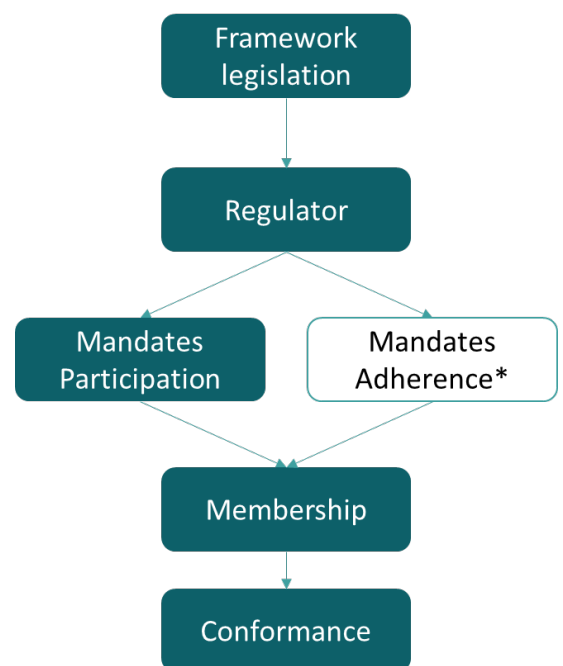 Framework
legislation
Regulator
Mandates
Participation
Mandates
Adherence*
Membership
Conformance